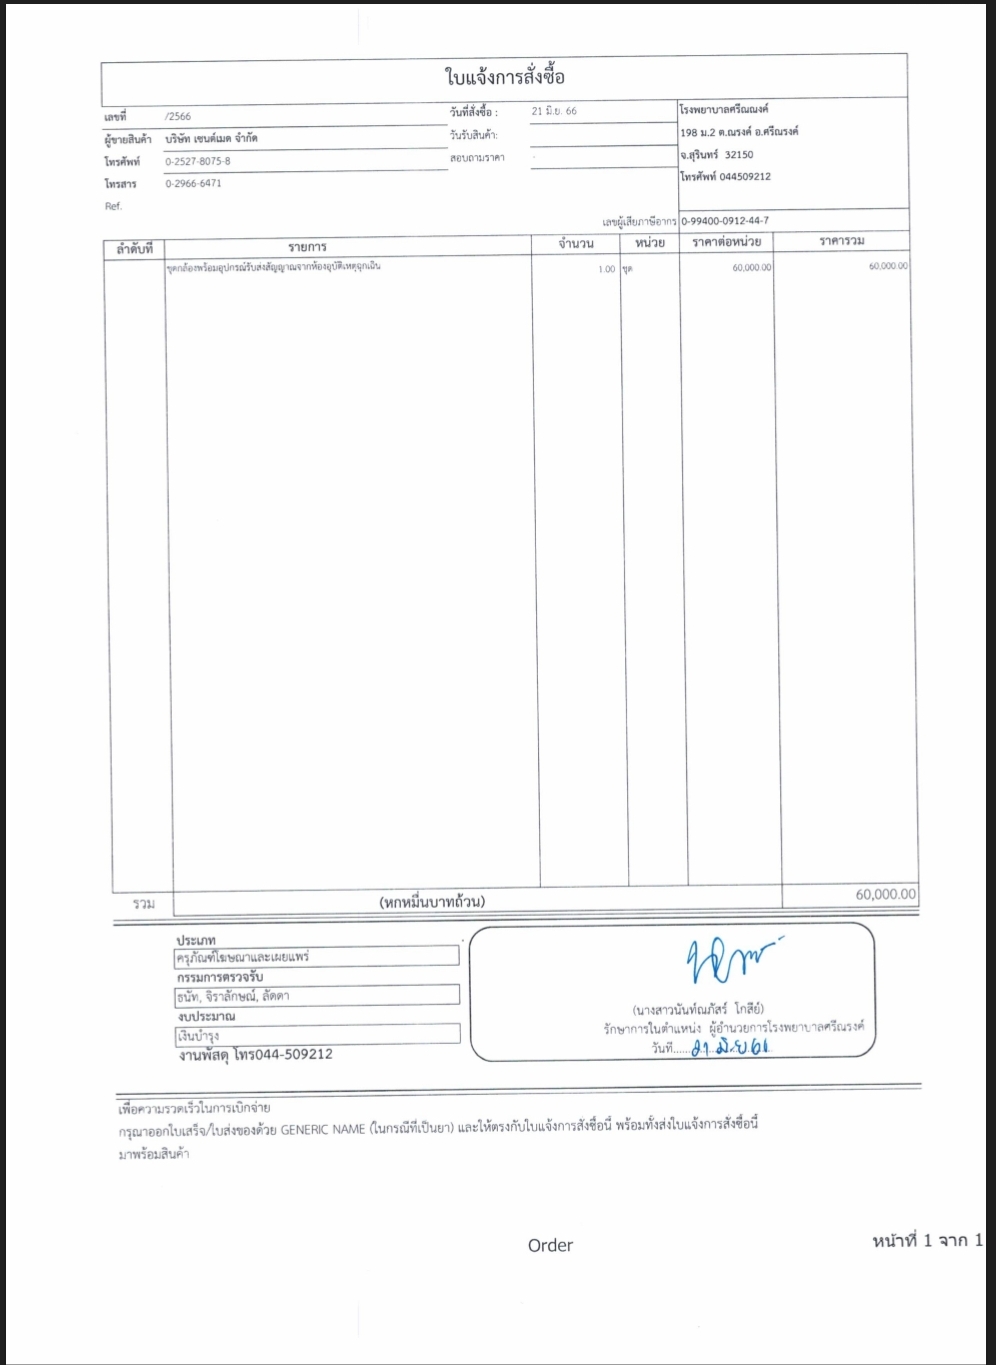 ใบแจ้งการสั่งซื้อ
เลขที่ /2566 วันที่สั่งซื้อ : 21 มิ.ย. 66 โรงพยาบาลศรีณณงค์
ผู้ขายสินค้า บริษัท เซนต์เมด จำกัด วันรับสินค้า: 198 ม.2 ต.ณรงค์ อ.ศรีณรงค์
โทรศัพท์ 0-2527-8075-8 สอบถามราคา จ.สุรินทร์ 32150
โทรสาร 0-2966-6471 โทรศัพท์ 044509212
Ref.
เลขผู้เสียภาษีอากร 0-99400-0912-44-7
ลำดับที่ รายการ จำนวน หน่วย ราคาต่อหน่วย ราคารวม
ชุดกล้องพร้อมอุปกรณ์รับส่งสัญญาณจากห้องอุบัติเหตุฉุกเฉิน 1.00 ชุด 60,000.00 60,000.00
รวม (หกหมื่นบาทถ้วน) 60,000.00
ประเภท
ครุภัณฑ์โฆษณาและเผยแพร่
กรรมการตรวจรับ
ธนัท, จิราลักษณ์, ลัดดา
งบประมาณ
เงินบำรุง
งานพัสดุ โทร044-509212
(นางสาวนันท์ณภัสร์ โกสีย์)
รักษาการในตำแหน่ง ผู้อำนวยการโรงพยาบาลศรีณรงค์
วันที่......21 มิ.ย.
เพื่อความรวดเร็วในการเบิกจ่าย
กรุณาออกใบเสร็จ/ใบส่งของด้วย GENERIC NAME (ในกรณีที่เป็นยา) และให้ตรงกับใบแจ้งการสั่งซื้อนี้ พร้อมทั้งส่งใบแจ้งการสั่งซื้อนี้
มาพร้อมสินค้า
Order หน้าที่ 1 จาก 1